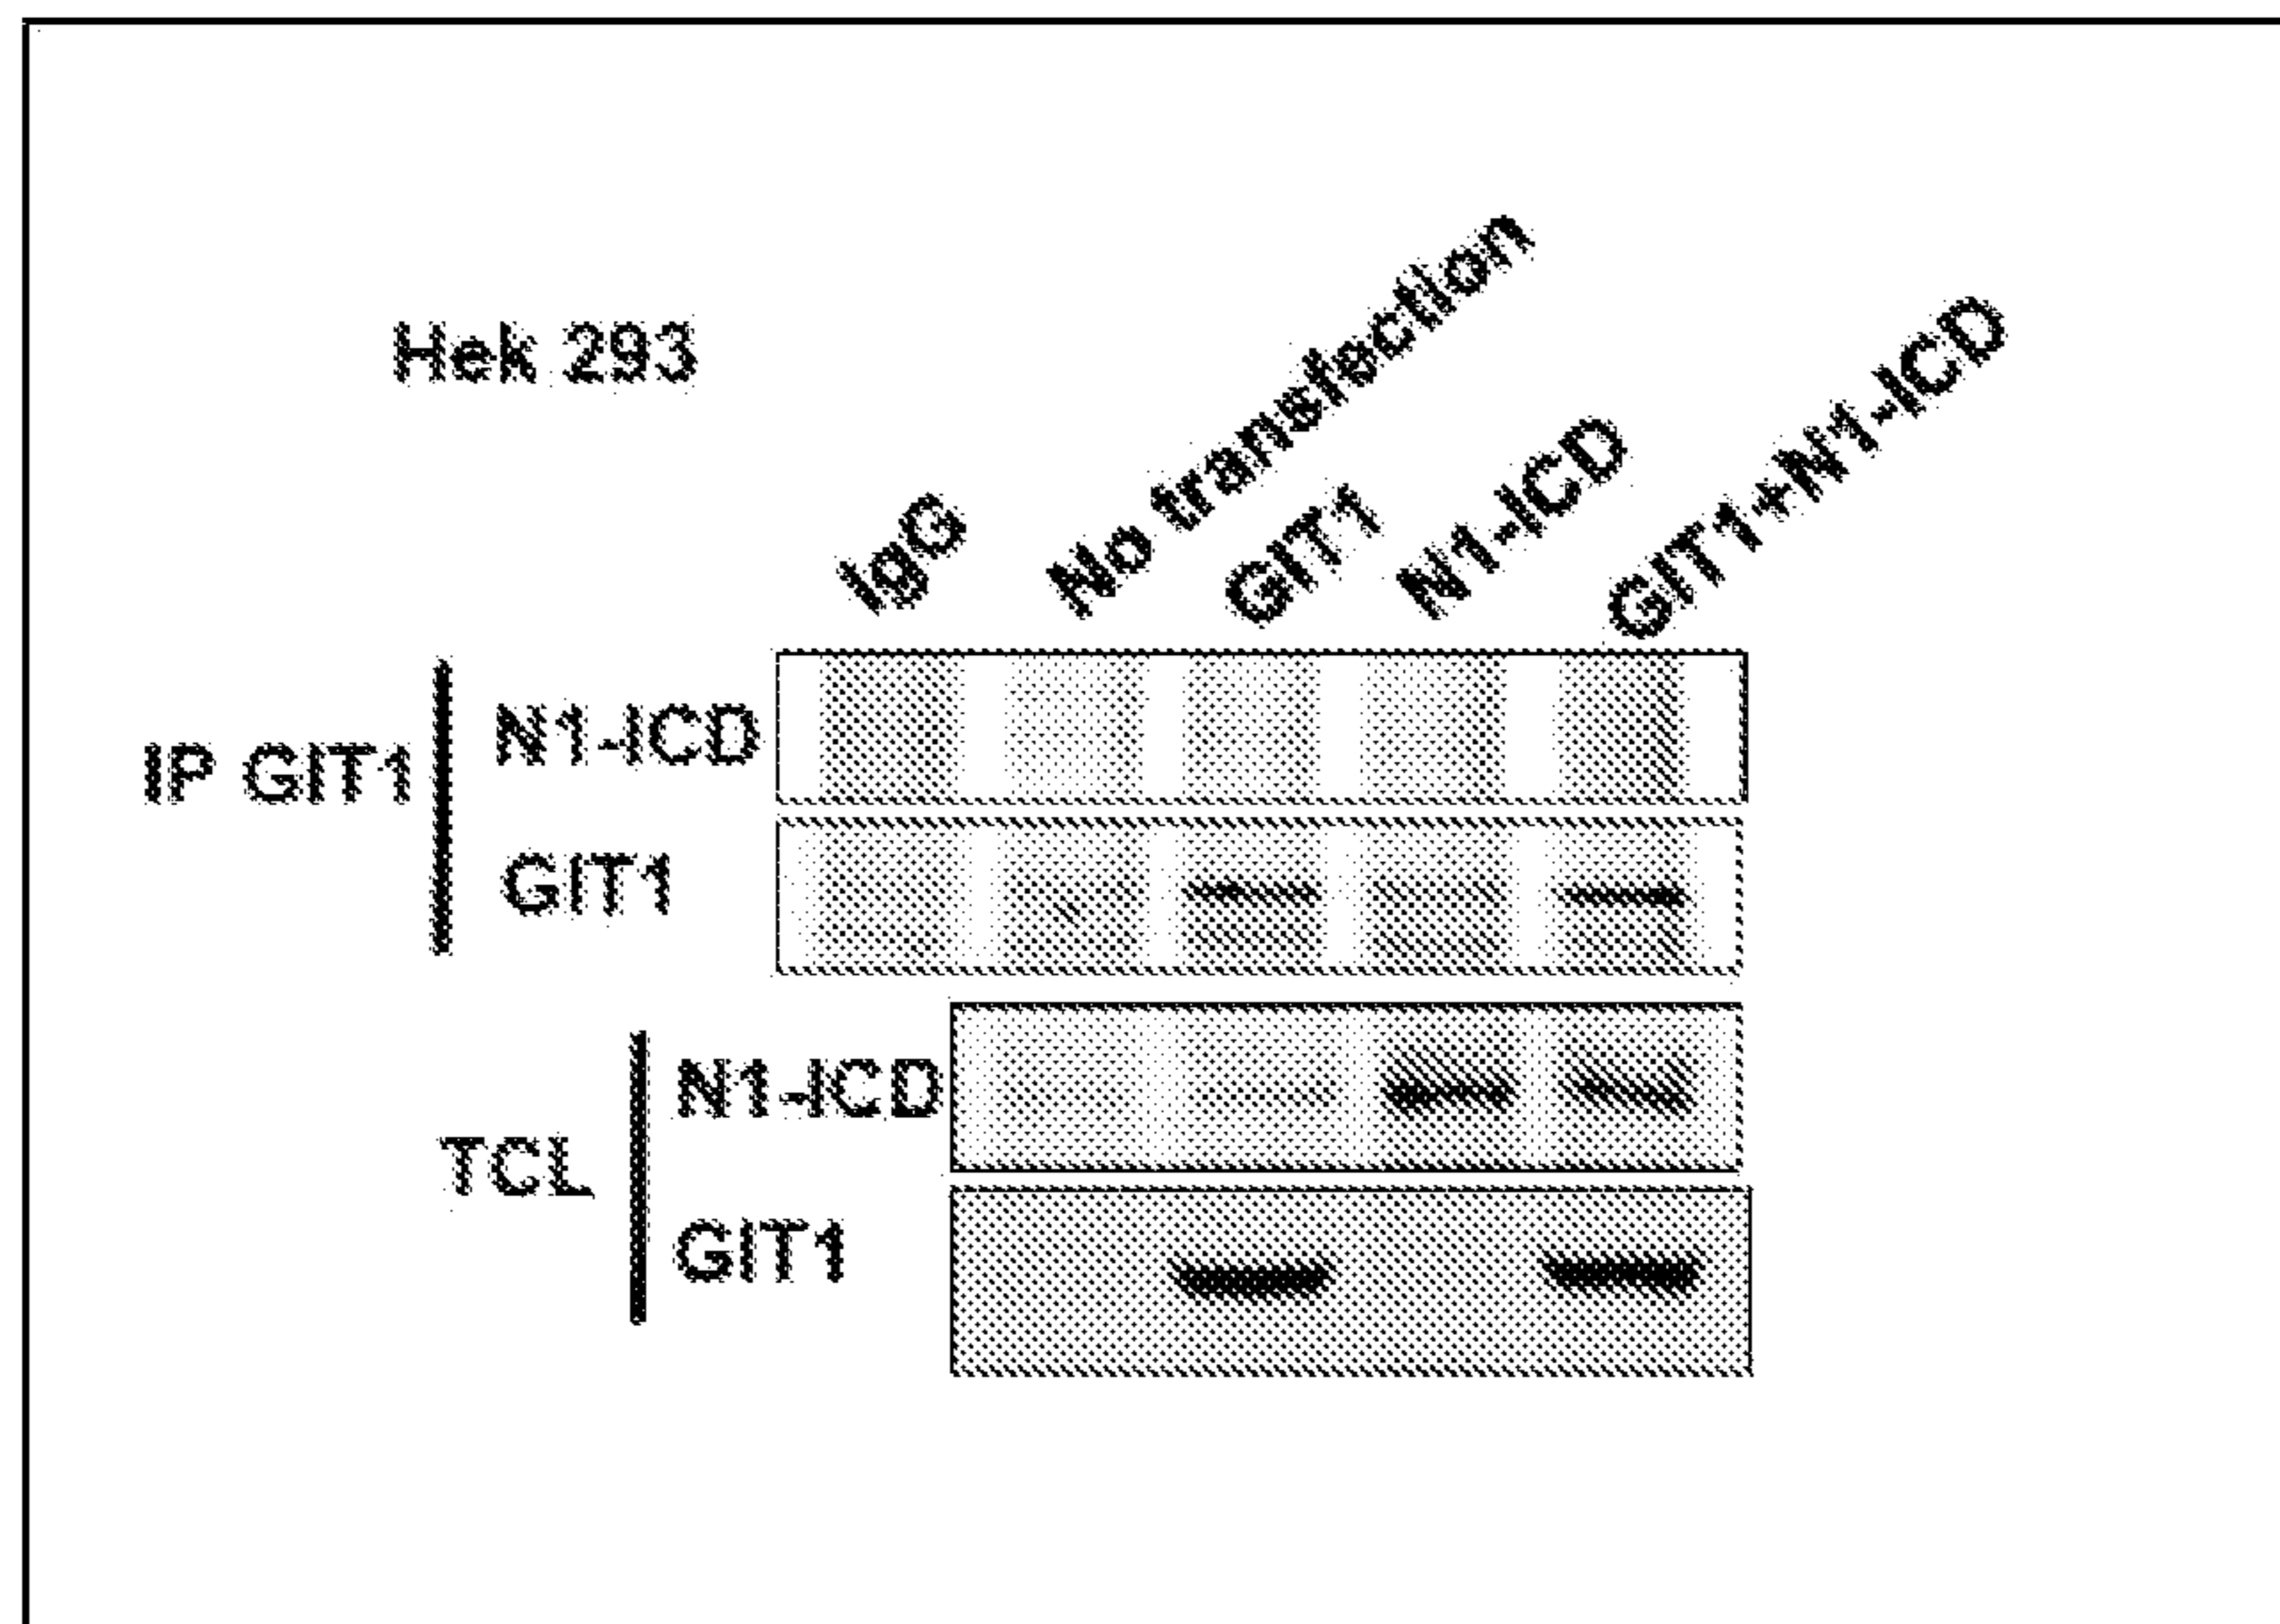 Hek 293
IgG
No transfection
GIT1
N1-ICD
GIT1+N1-ICD
IP GIT1
N1-ICD
GIT1
TCL
N1-ICD
GIT1